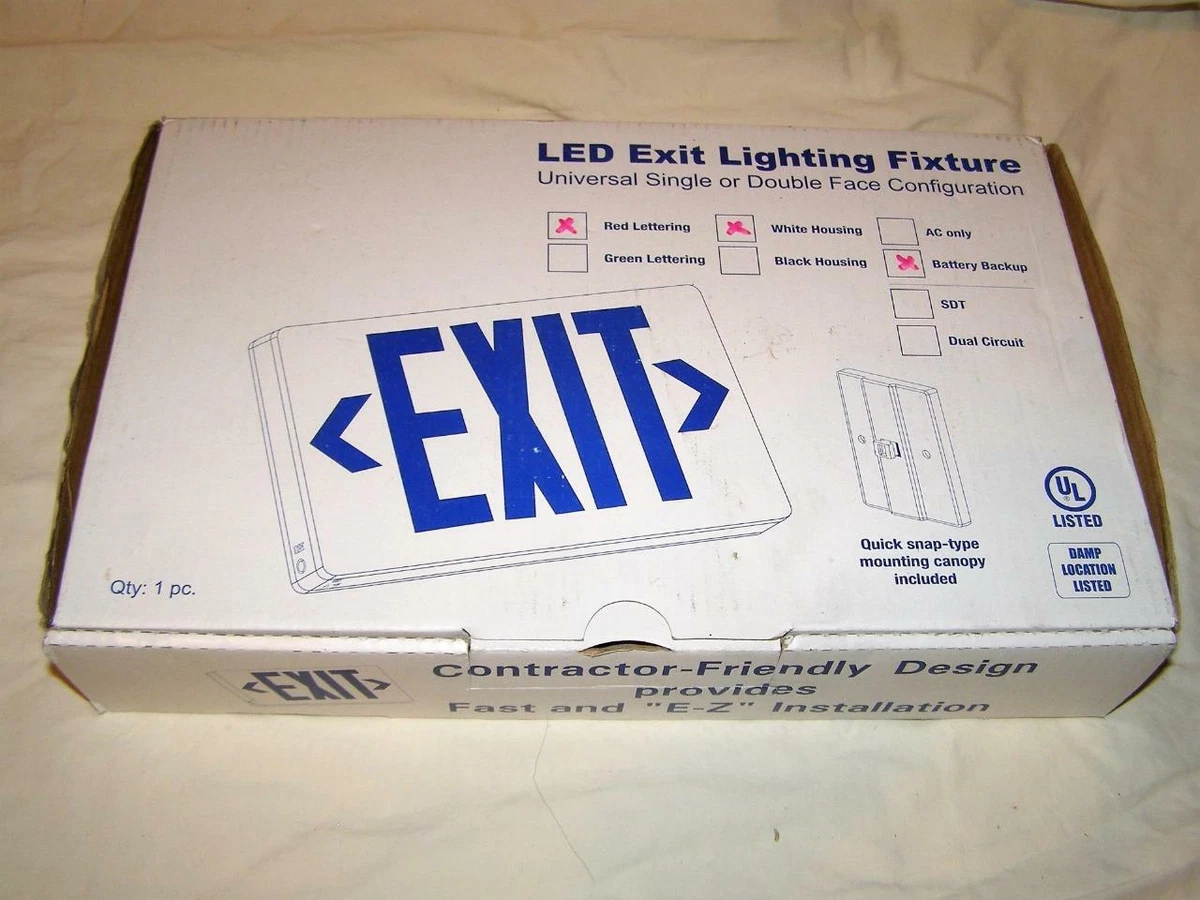 LED Exit Lighting Fixture
Universal Single or Double Face Configuration
Red Lettering
White Housing
AC only
Green Lettering
Black Housing
Battery Backup
SDT
Dual Circuit
<EXIT>
UL
®
LISTED
Quick snap-type
mounting canopy
included
DAMP
LOCATION
LISTED
Qty: 1 pc.
<EXIT>
Contractor-Friendly Design
provides
Fast and "E-Z" Installation